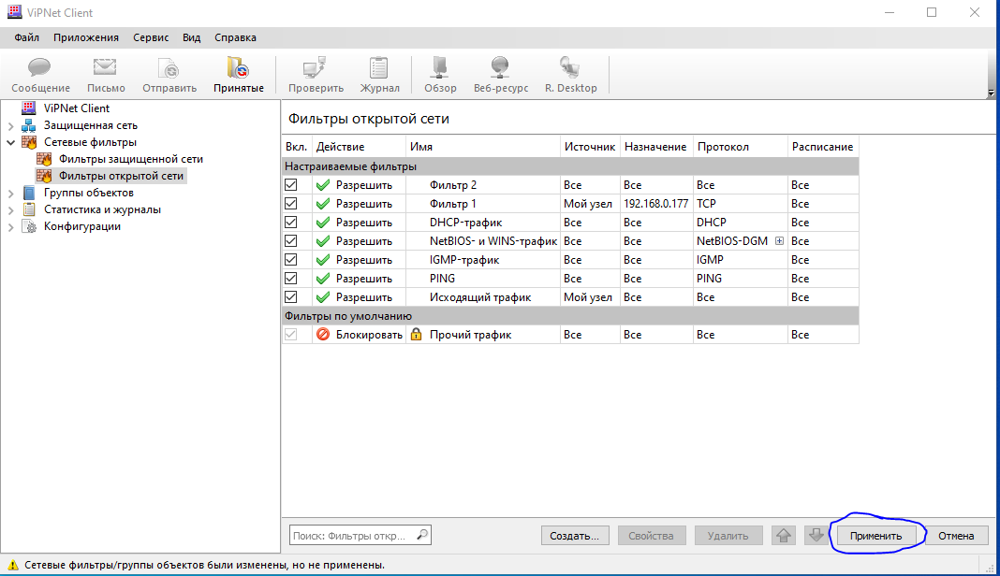 ViPNet Client
Файл Приложения Сервис Вид Справка
Сообщение Письмо Отправить Принятые Проверить Журнал Обзор Веб-ресурс R. Desktop
ViPNet Client
Защищенная сеть
Сетевые фильтры
Фильтры защищенной сети
Фильтры открытой сети
Группы объектов
Статистика и журналы
Конфигурации
Фильтры открытой сети
Вкл. Действие Имя Источник Назначение Протокол Расписание
Настраиваемые фильтры
Разрешить Фильтр 2 Все Все Все Все
Разрешить Фильтр 1 Мой узел 192.168.0.177 TCP Все
Разрешить DHCP-трафик Все Все DHCP Все
Разрешить NetBIOS- и WINS-трафик Все Все NetBIOS-DGM Все
Разрешить IGMP-трафик Все Все IGMP Все
Разрешить PING Все Все PING Все
Разрешить Исходящий трафик Мой узел Все Все Все
Фильтры по умолчанию
Блокировать Прочий трафик Все Все Все Все
Поиск: Фильтры откр... Создать... Свойства Удалить Применить Отмена
Сетевые фильтры/группы объектов были изменены, но не применены.